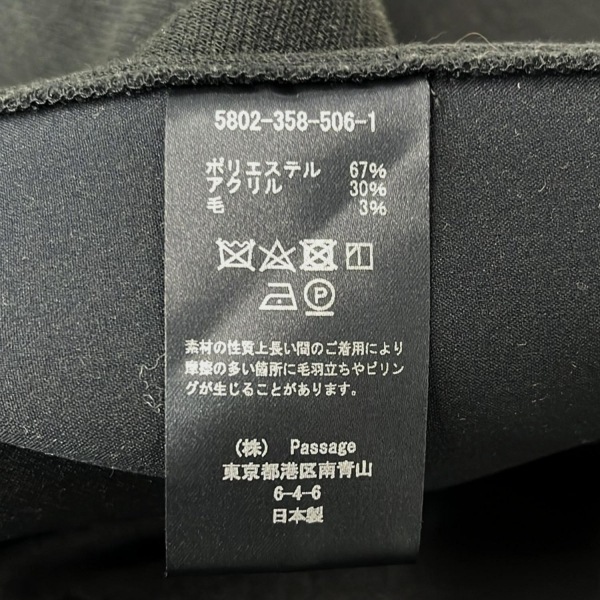 5802-358-506-1
ポリエステル 67%
アクリル 30%
毛 3%
P
素材の性質上長い間のご着用により
摩擦の多い箇所に毛羽立ちやピリン
グが生じることがあります。
(株) Passage
東京都港区南青山
6-4-6
日本製